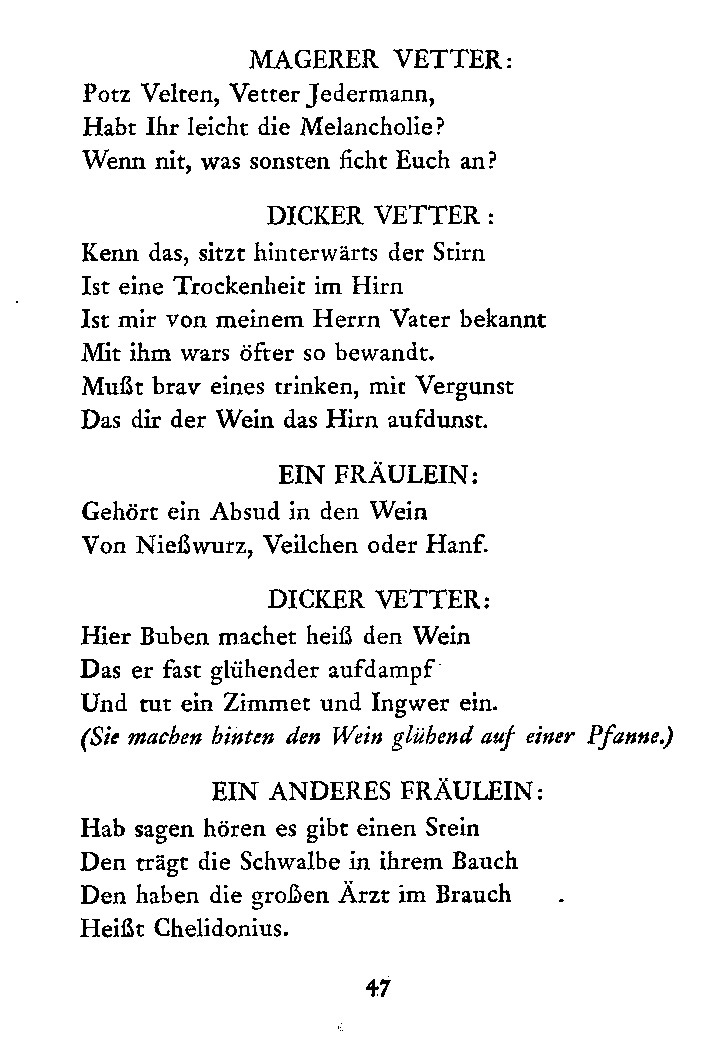 MAGERER VETTER:
Potz Velten, Vetter Jedermann,
Habt Ihr leicht die Melancholie?
Wenn nit, was sonsten ficht Euch an?
DICKER VETTER :
Kenn das, sitzt hinterwärts der Stirn
Ist eine Trockenheit im Hirn
Ist mir von meinem Herrn Vater bekannt
Mit ihm wars öfter so bewandt.
Mußt brav eines trinken, mit Vergunst
Das dir der Wein das Hirn aufdunst.
EIN FRÄULEIN:
Gehört ein Absud in den Wein
Von Nießwurz, Veilchen oder Hanf.
DICKER VETTER:
Hier Buben machet heiß den Wein
Das er fast glühender aufdampf
Und tut ein Zimmet und Ingwer ein.
(Sie machen hinten den Wein glühend auf einer Pfanne.)
EIN ANDERES FRÄULEIN:
Hab sagen hören es gibt einen Stein
Den trägt die Schwalbe in ihrem Bauch
Den haben die großen Ärzt im Brauch
Heißt Chelidonius.
47